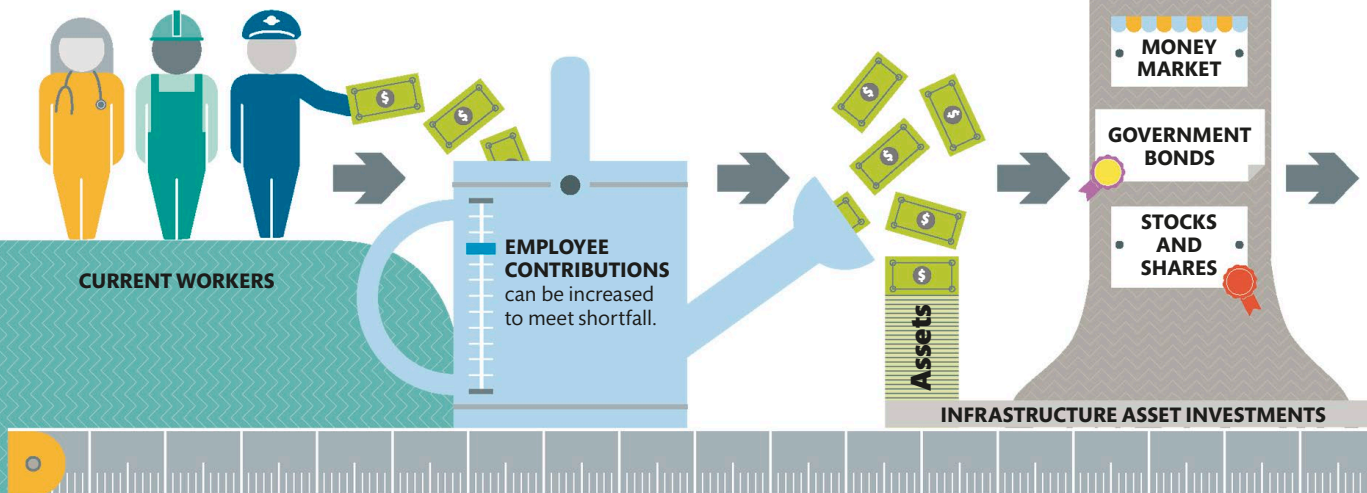 CURRENT WORKERS
EMPLOYEE
CONTRIBUTIONS
can be increased
to meet shortfall.
Assets
MONEY
MARKET
GOVERNMENT
BONDS
STOCKS
AND
SHARES
INFRASTRUCTURE ASSET INVESTMENTS
$
$
$
$
$
$
$
$